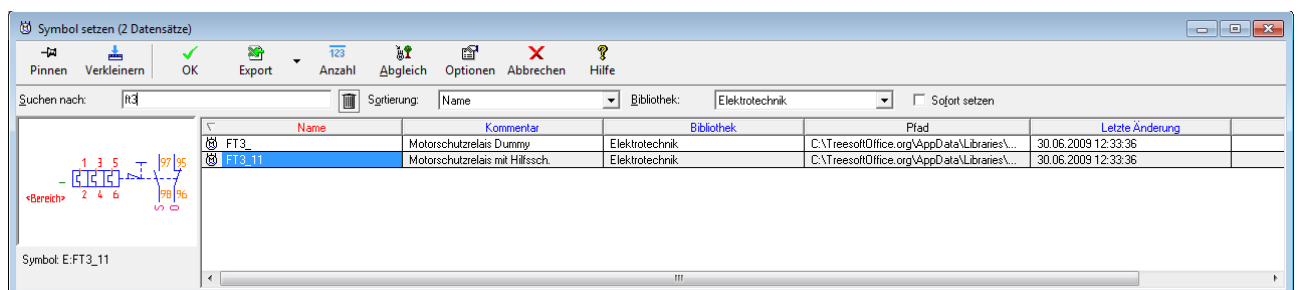 Symbol setzen (2 Datensätze)
123
Pinnen Verkleinern OK Export Anzahl Abgleich Optionen Abbrechen Hilfe
Suchen nach: ft3 Sortierung: Name Bibliothek: Elektrotechnik Sofort setzen
Name Kommentar Bibliothek Pfad Letzte Änderung
FT3_ Motorschutzrelais Dummy Elektrotechnik C:\TreesoftOffice.org\AppData\Libraries\... 30.06.2009 12:33:36
FT3_11 Motorschutzrelais mit Hilfssch. Elektrotechnik C:\TreesoftOffice.org\AppData\Libraries\... 30.06.2009 12:33:36
1 3 5 97 95
<Bereich> 2 4 6 98 96
S Ö
Symbol: E:FT3_11